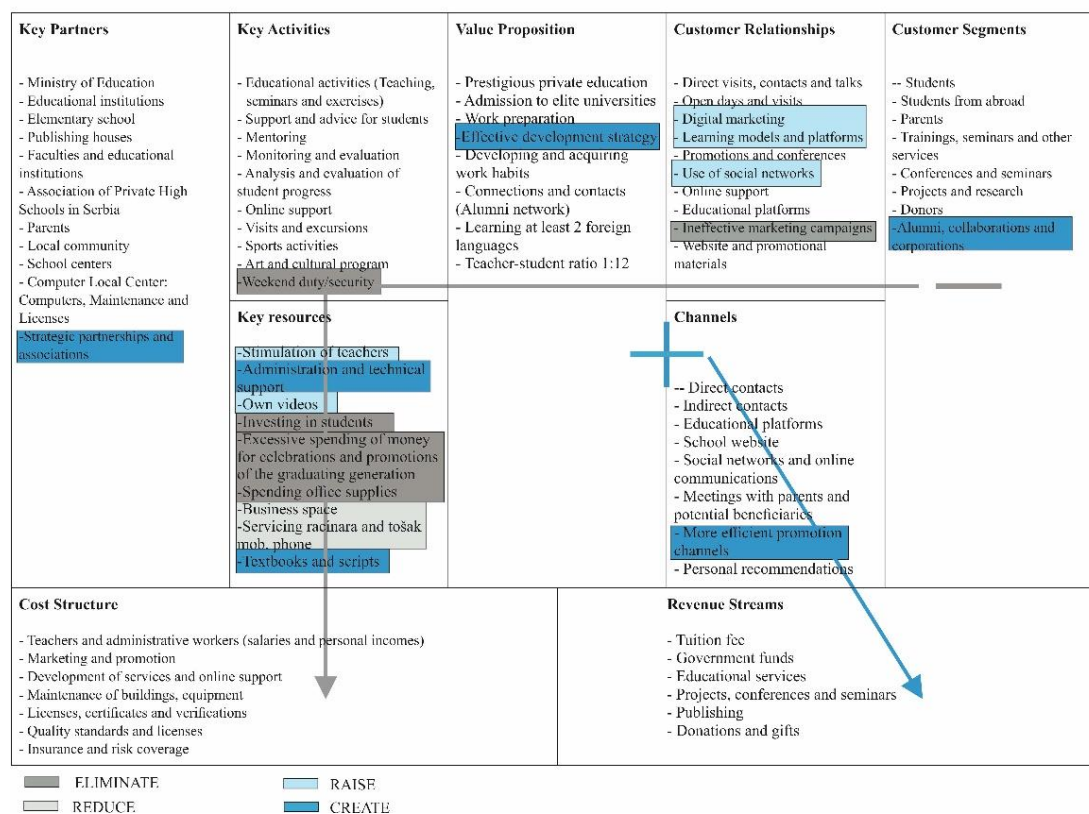 Key Partners
- Ministry of Education
- Educational institutions
- Elementary school
- Publishing houses
- Faculties and educational
institutions
- Association of Private High
Schools in Serbia
- Parents
- Local community
- School centers
- Computer Local Center:
Computers, Maintenance and
Licenses
-Strategic partnerships and
associations
Key Activities
- Educational activities (Teaching,
seminars and exercises)
- Support and advice for students
- Mentoring
- Monitoring and evaluation
- Analysis and evaluation of
student progress
- Online support
- Visits and excursions
- Sports activities
- Art and cultural program
-Weekend duty/security
Key resources
-Stimulation of teachers
-Administration and technical
support
-Own videos
-Investing in students
-Excessive spending of money
for celebrations and promotions
of the graduating generation
-Spending office supplies
-Business space
-Servicing racinara and tošak
mob. phone
-Textbooks and scripts
Value Proposition
- Prestigious private education
- Admission to elite universities
- Work preparation
-Effective development strategy
- Developing and acquiring
work habits
- Connections and contacts
(Alumni network)
- Learning at least 2 foreign
languages
- Teacher-student ratio 1:12
Customer Relationships
- Direct visits, contacts and talks
- Open days and visits
- Digital marketing
- Learning models and platforms
- Promotions and conferences
- Use of social networks
- Online support
- Educational platforms
- Ineffective marketing campaigns
- Website and promotional
materials
Channels
-- Direct contacts
- Indirect contacts
- Educational platforms
- School website
- Social networks and online
communications
- Meetings with parents and
potential beneficiaries
- More efficient promotion
channels
- Personal recommendations
Customer Segments
-- Students
- Students from abroad
- Parents
- Trainings, seminars and other
services
- Conferences and seminars
- Projects and research
- Donors
-Alumni, collaborations and
corporations
Cost Structure
- Teachers and administrative workers (salaries and personal incomes)
- Marketing and promotion
- Development of services and online support
- Maintenance of buildings, equipment
- Licenses, certificates and verifications
- Quality standards and licenses
- Insurance and risk coverage
Revenue Streams
- Tuition fee
- Government funds
- Educational services
- Projects, conferences and seminars
- Publishing
- Donations and gifts
ELIMINATE
REDUCE
RAISE
CREATE